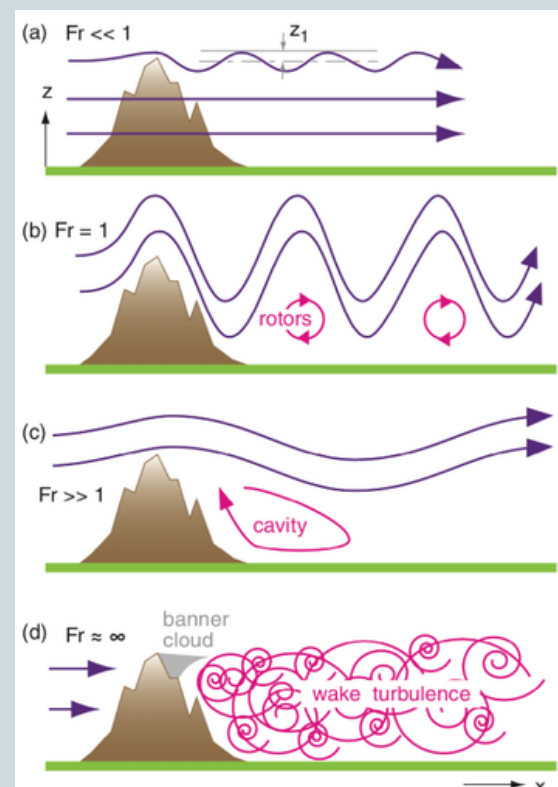 (a) Fr << 1
z₁
z
(b) Fr = 1
rotors
(c)
Fr >> 1
cavity
(d) Fr ≈ ∞
banner
cloud
wake turbulence
x